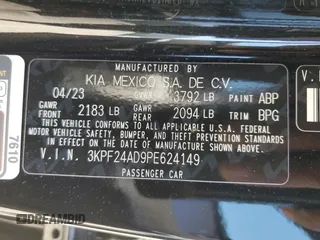 MANUFACTURED BY
KIA MEXICO S.A. DE C.V.
04/23 GVWR 3792 LB PAINT ABP
GAWR FRONT 2183 LB GAWR REAR 2094 LB TRIM BPG
THIS VEHICLE CONFORMS TO ALL APPLICABLE U.S. FEDERAL MOTOR VEHICLE
SAFETY, BUMPER, AND THEFT PREVENTION STANDARDS
IN EFFECT ON THE DATE OF MANUFACTURE SHOWN ABOVE.
V.I.N. 3KPF24AD9PE624149
PASSENGER CAR
7610
V.I
DREAMBID